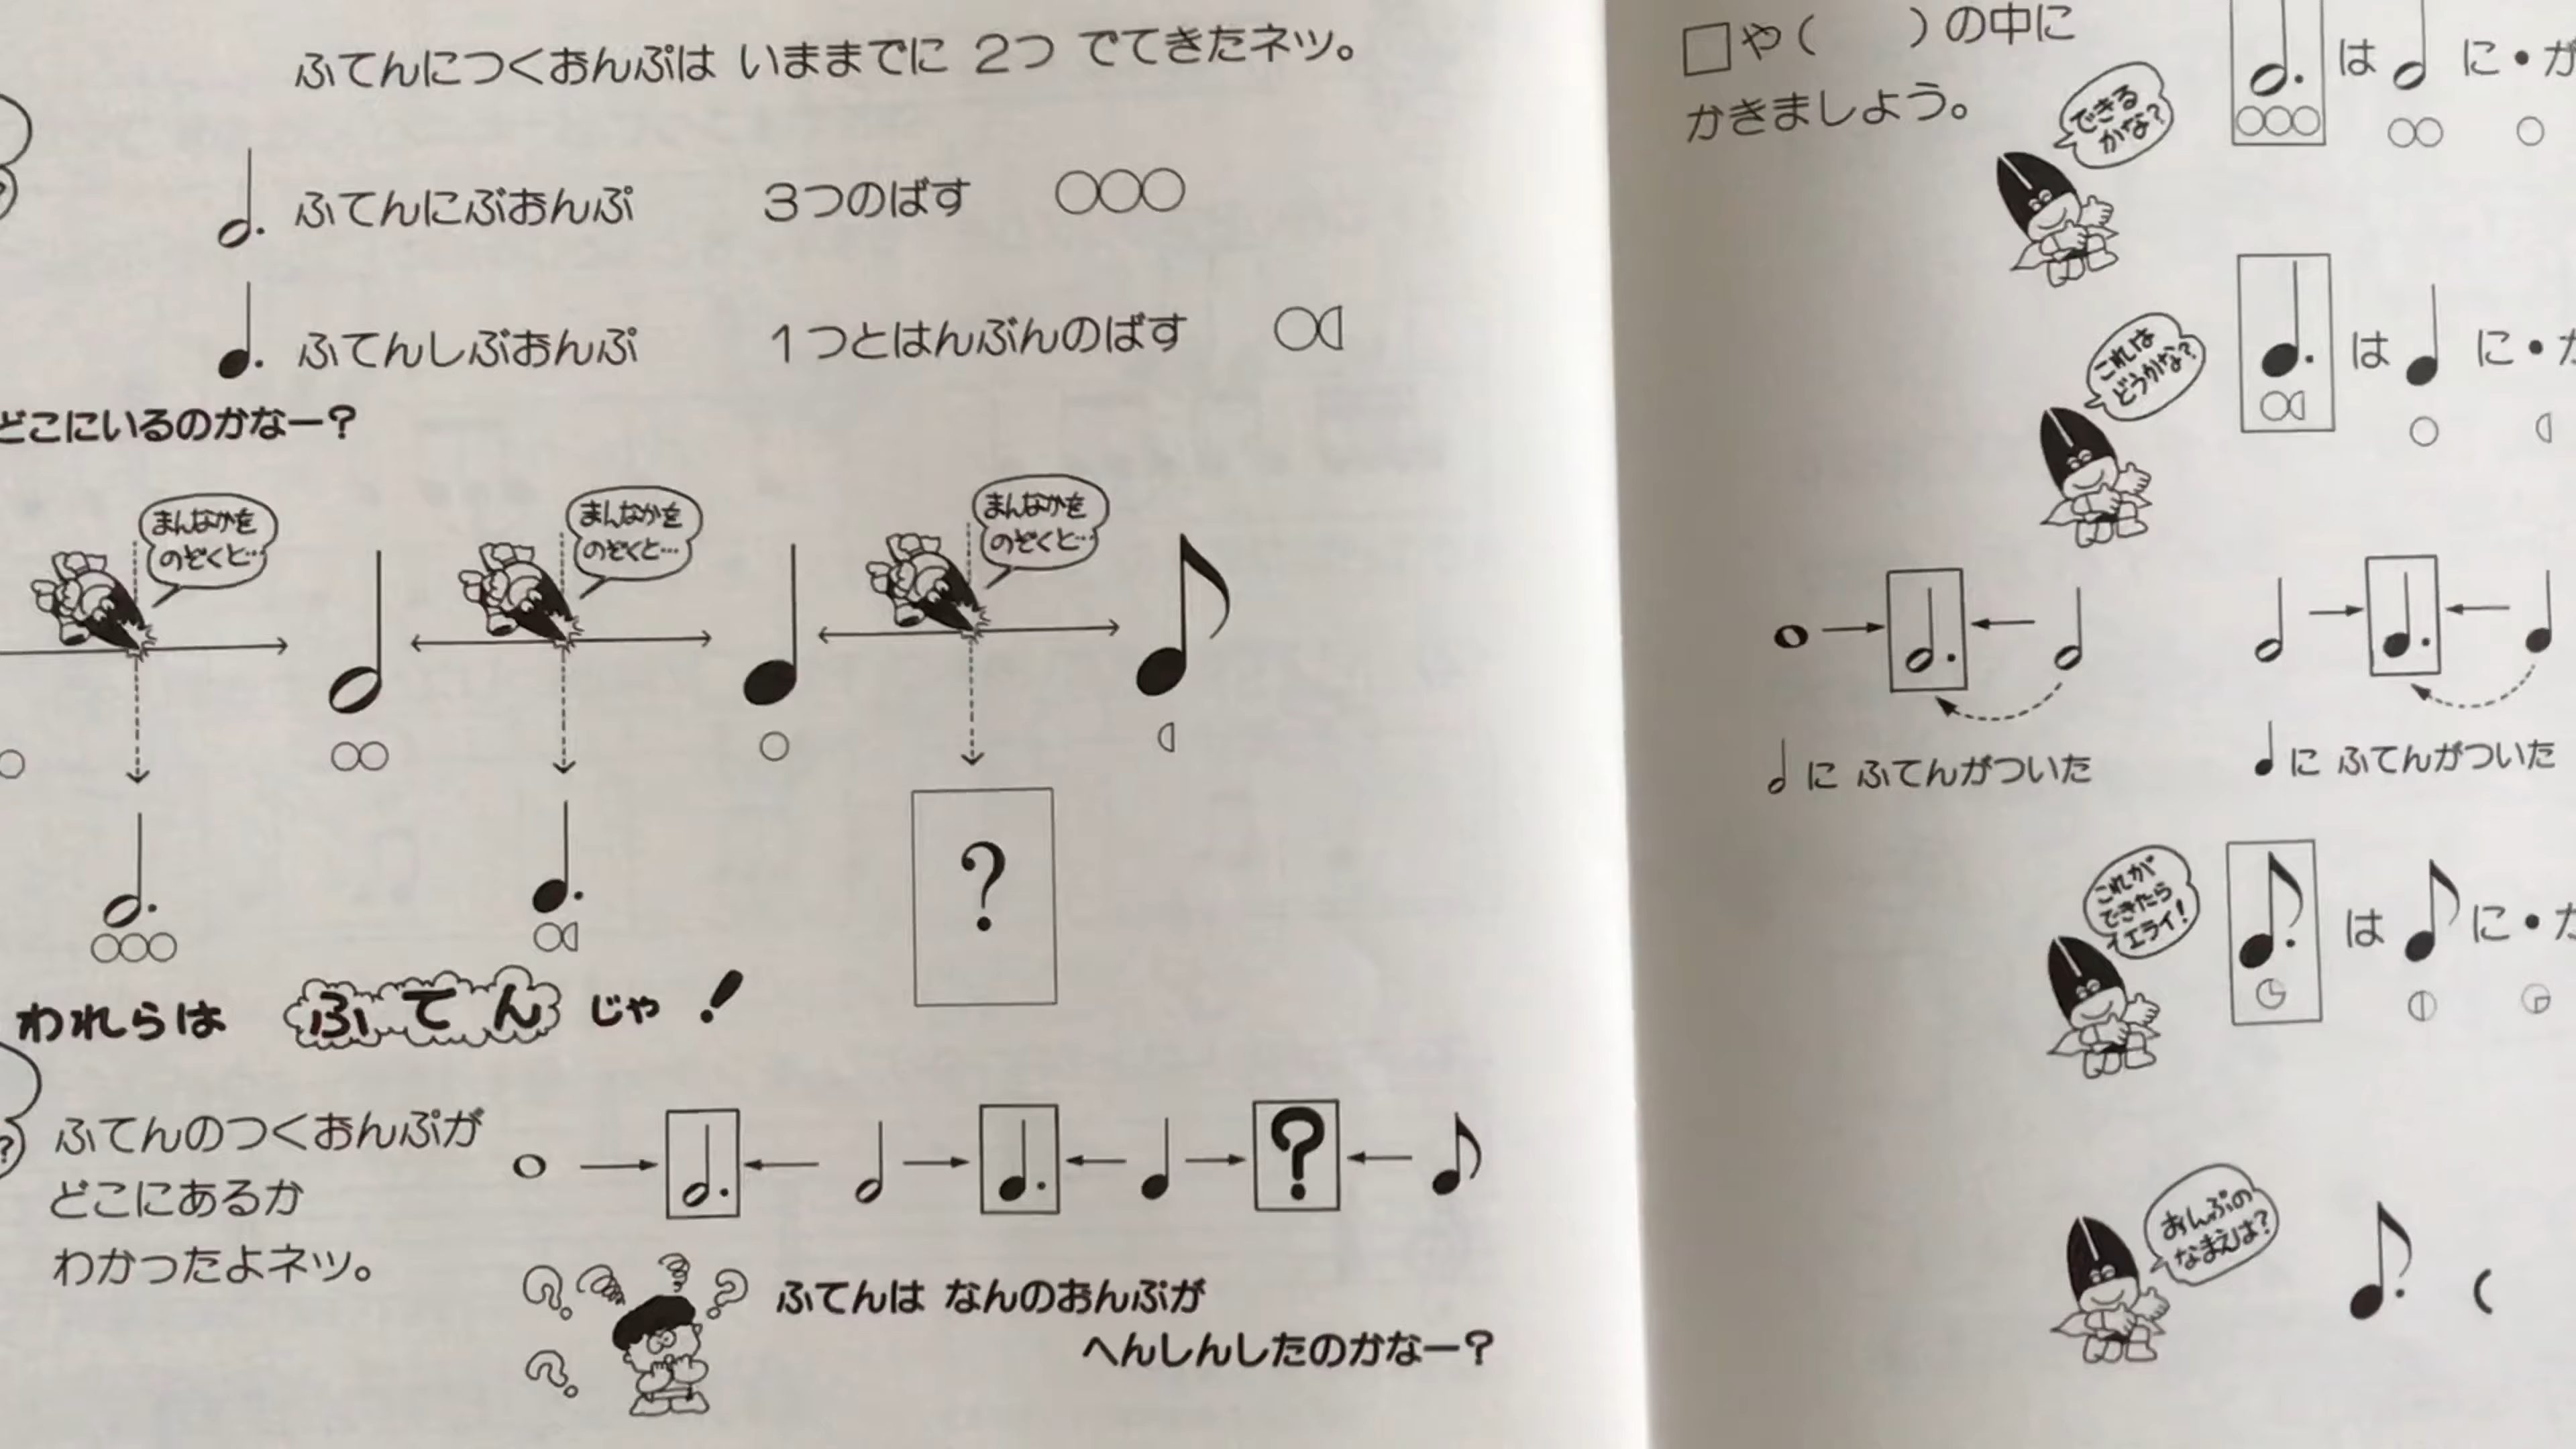 ふてんにつくおんぷは いままでに 2つ でてきたネッ。
ふてんにぶおんぷ 3つのばす
ふてんしぶおんぷ 1つとはんぶんのばす
どこにいるのかなー?
まんなかを
のぞくと…
まんなかを
のぞくと…
まんなかを
のぞくと…
?
われらは ふてん じゃ!
ふてんのつくおんぷが
どこにあるか
わかったよネッ。
?
ふてんは なんのおんぷが
へんしんしたのかなー?
□や( )の中に
かきましょう。
できる
かな?
は に・が
これは
どうかな?
は に・
に ふてんがついた
に ふてんがついた
これが
できたら
エライ!
は に・
おんぷの
なまえは?
(